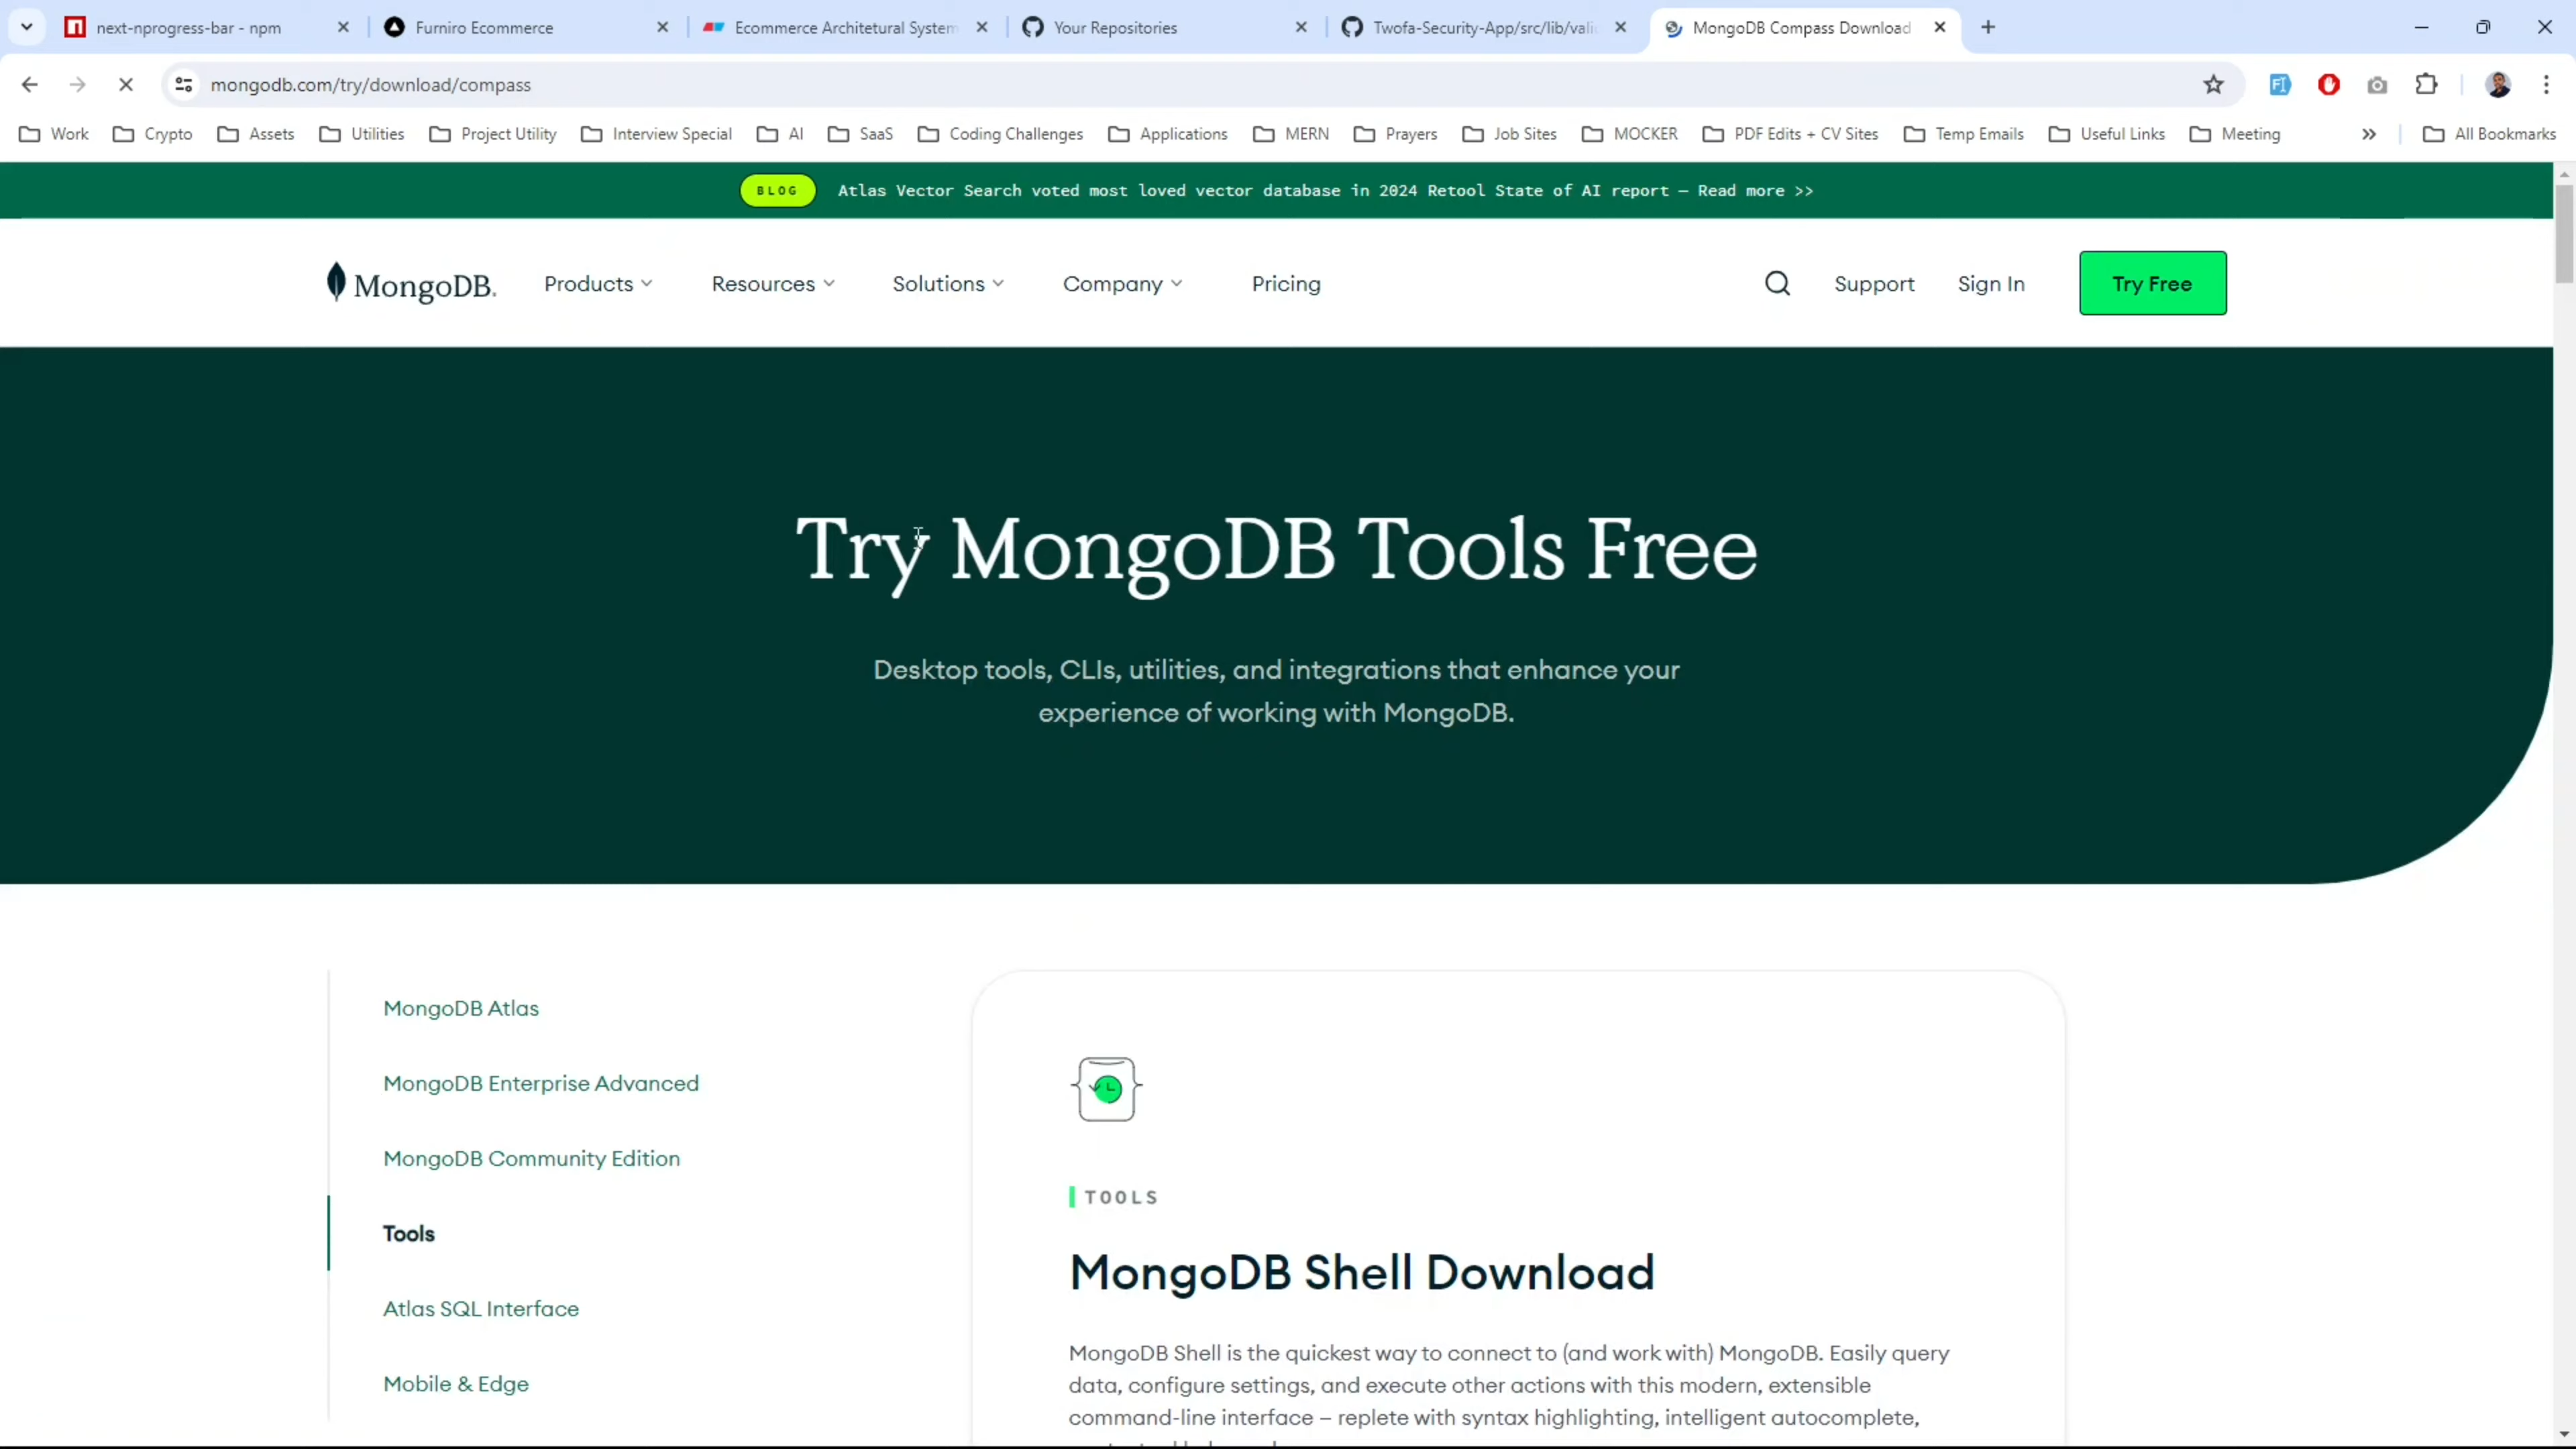 next-nprogress-bar - npm
Furniro Ecommerce
Ecommerce Architetural System
Your Repositories
Twofa-Security-App/src/lib/vali
MongoDB Compass Download
mongodb.com/try/download/compass
Work
Crypto
Assets
Utilities
Project Utility
Interview Special
AI
SaaS
Coding Challenges
Applications
MERN
Prayers
Job Sites
MOCKER
PDF Edits + CV Sites
Temp Emails
Useful Links
Meeting
All Bookmarks
BLOG
Atlas Vector Search voted most loved vector database in 2024 Retool State of AI report — Read more >>
MongoDB.
Products
Resources
Solutions
Company
Pricing
Support
Sign In
Try Free
Try MongoDB Tools Free
Desktop tools, CLIs, utilities, and integrations that enhance your
experience of working with MongoDB.
MongoDB Atlas
MongoDB Enterprise Advanced
MongoDB Community Edition
Tools
Atlas SQL Interface
Mobile & Edge
TOOLS
MongoDB Shell Download
MongoDB Shell is the quickest way to connect to (and work with) MongoDB. Easily query
data, configure settings, and execute other actions with this modern, extensible
command-line interface — replete with syntax highlighting, intelligent autocomplete,